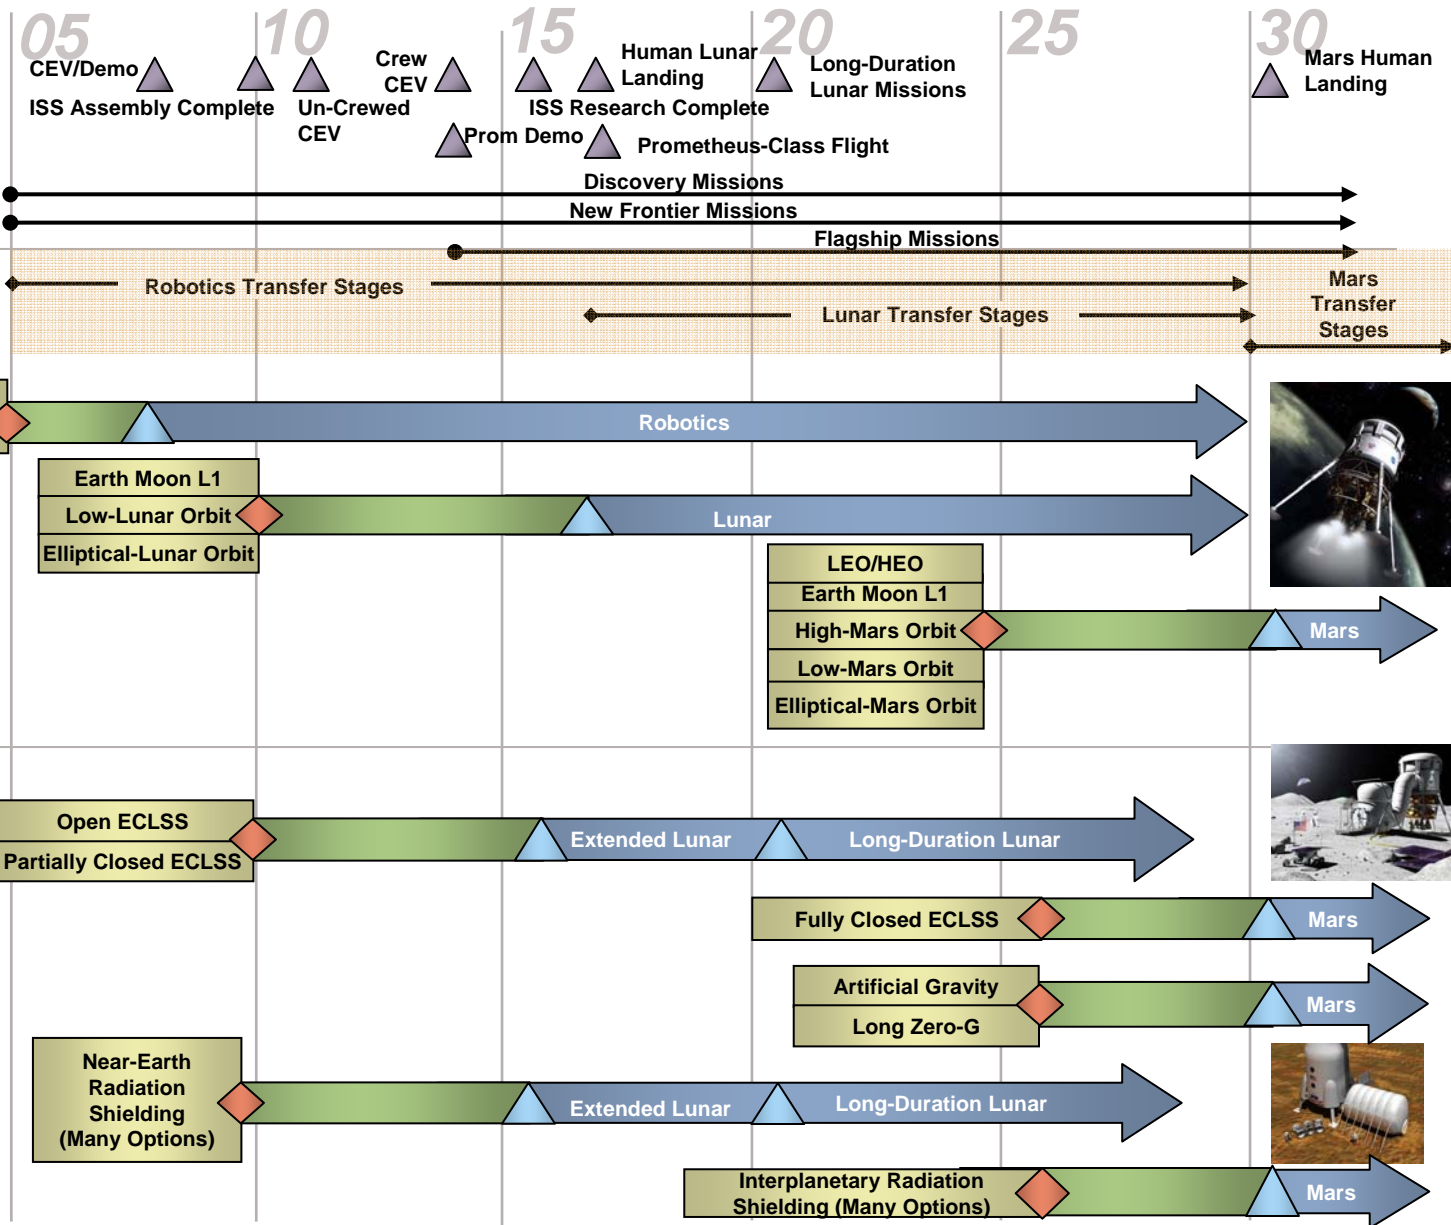 05 10 15 20 25 30
CEV/Demo
ISS Assembly Complete
Un-Crewed
CEV
Crew
CEV
Prom Demo
Human Lunar
Landing
ISS Research Complete
Prometheus-Class Flight
Long-Duration
Lunar Missions
Mars Human
Landing
Discovery Missions
New Frontier Missions
Flagship Missions
Robotics Transfer Stages
Lunar Transfer Stages
Mars
Transfer
Stages
Robotics
Earth Moon L1
Low-Lunar Orbit
Elliptical-Lunar Orbit
Lunar
LEO/HEO
Earth Moon L1
High-Mars Orbit
Low-Mars Orbit
Elliptical-Mars Orbit
Mars
Open ECLSS
Partially Closed ECLSS
Extended Lunar
Long-Duration Lunar
Fully Closed ECLSS
Mars
Artificial Gravity
Long Zero-G
Mars
Near-Earth
Radiation
Shielding
(Many Options)
Extended Lunar
Long-Duration Lunar
Interplanetary Radiation
Shielding (Many Options)
Mars